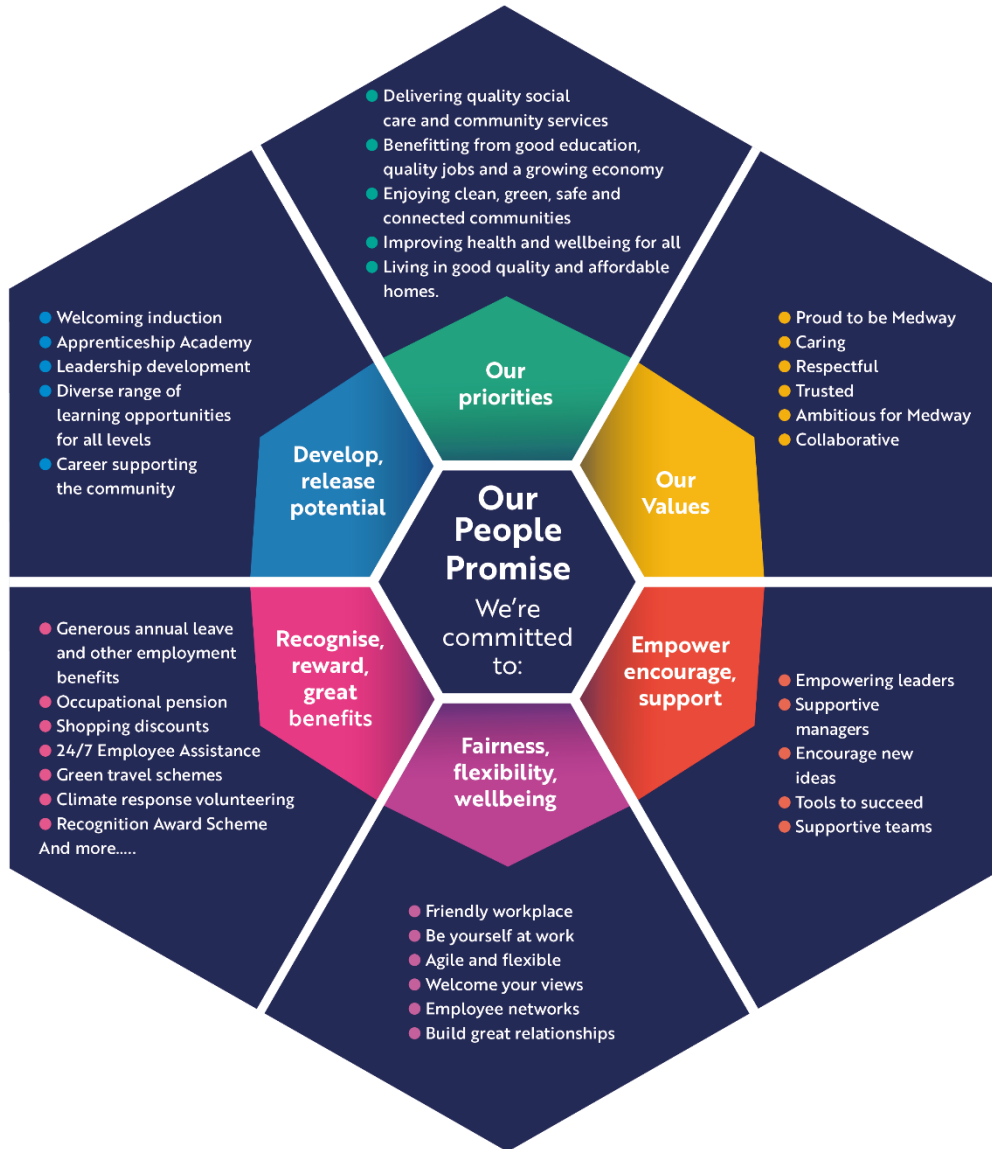 ● Delivering quality social
care and community services
● Benefitting from good education,
quality jobs and a growing economy
● Enjoying clean, green, safe and
connected communities
● Improving health and wellbeing for all
● Living in good quality and affordable
homes.
Our
priorities
● Proud to be Medway
● Caring
● Respectful
● Trusted
● Ambitious for Medway
● Collaborative
Our
Values
● Empowering leaders
● Supportive
managers
● Encourage new
ideas
● Tools to succeed
● Supportive teams
Empower
encourage,
support
● Friendly workplace
● Be yourself at work
● Agile and flexible
● Welcome your views
● Employee networks
● Build great relationships
Fairness,
flexibility,
wellbeing
● Generous annual leave
and other employment
benefits
● Occupational pension
● Shopping discounts
● 24/7 Employee Assistance
● Green travel schemes
● Climate response volunteering
● Recognition Award Scheme
And more.....
Recognise,
reward,
great
benefits
● Welcoming induction
● Apprenticeship Academy
● Leadership development
● Diverse range of
learning opportunities
for all levels
● Career supporting
the community
Develop,
release
potential
Our
People
Promise
We're
committed
to: